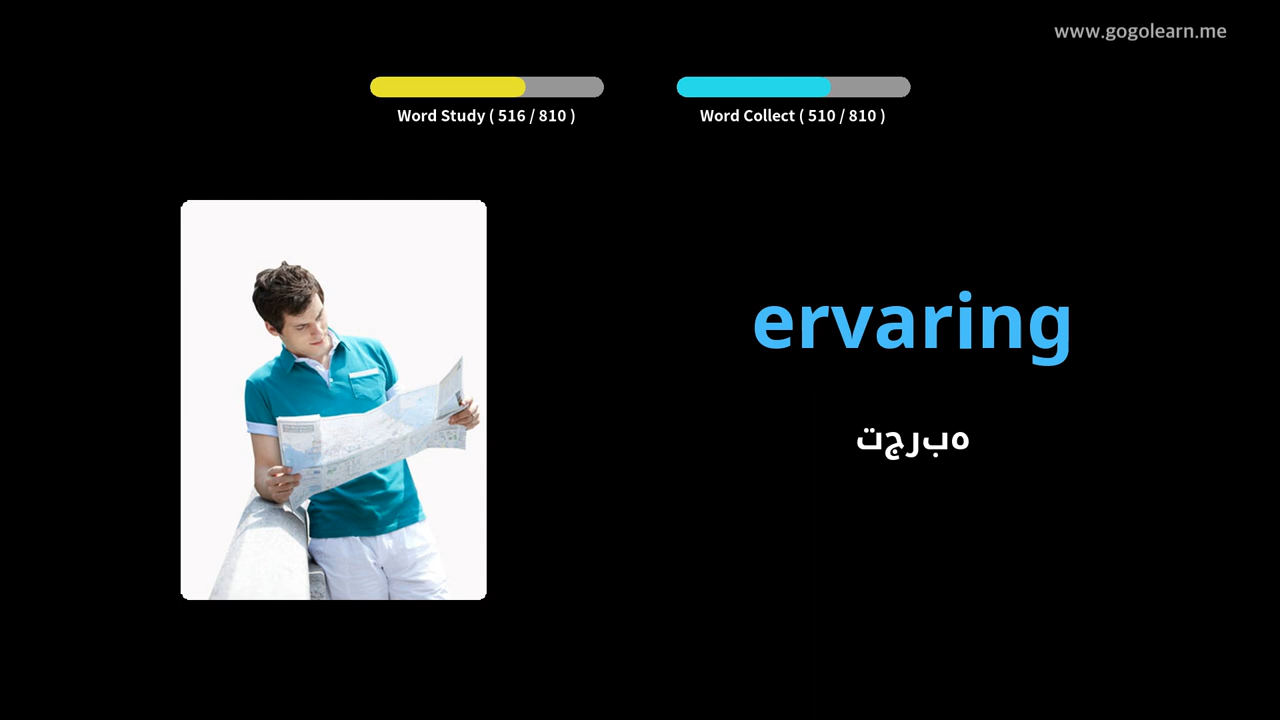 www.gogolearn.me
Word Study ( 516 / 810 )
Word Collect ( 510 / 810 )
ervaring
تجربه